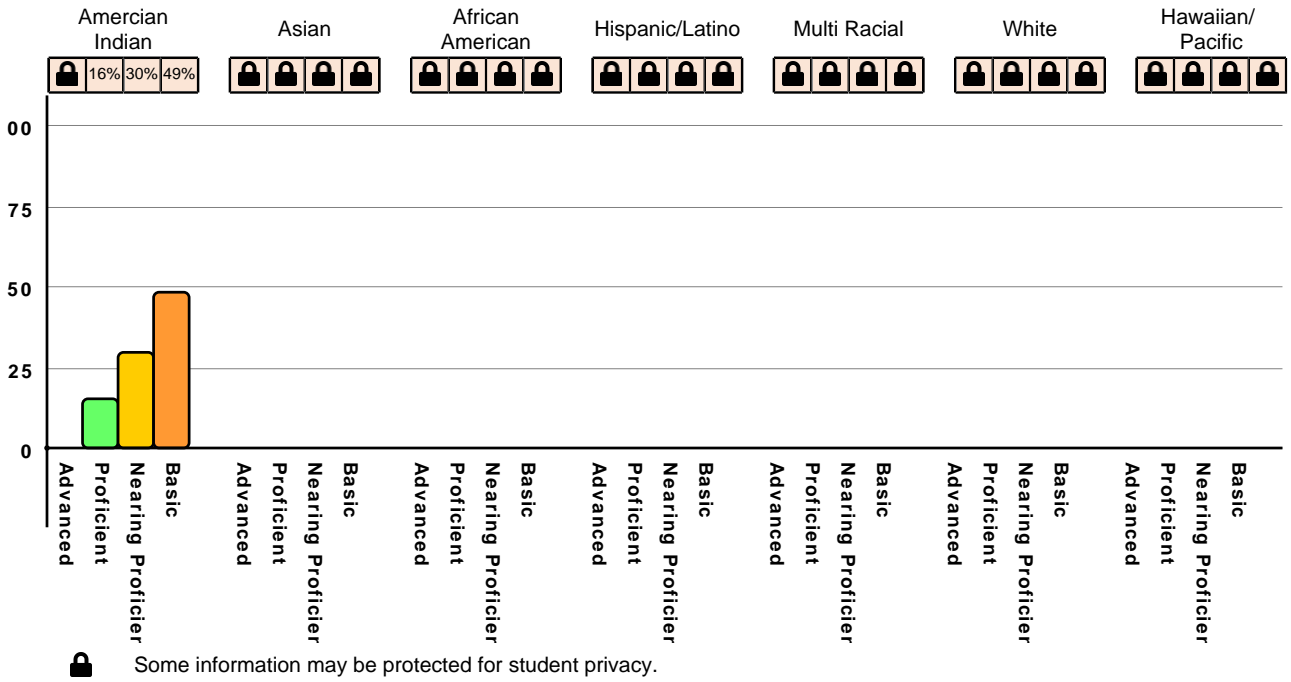 Amercian
Indian
Asian
African
American
Hispanic/Latino
Multi Racial
White
Hawaiian/
Pacific
16% 30% 49%
00
75
50
25
0
Advanced
Proficient
Nearing Proficier
Basic
Advanced
Proficient
Nearing Proficier
Basic
Advanced
Proficient
Nearing Proficier
Basic
Advanced
Proficient
Nearing Proficier
Basic
Advanced
Proficient
Nearing Proficier
Basic
Advanced
Proficient
Nearing Proficier
Basic
Advanced
Proficient
Nearing Proficier
Basic
Some information may be protected for student privacy.